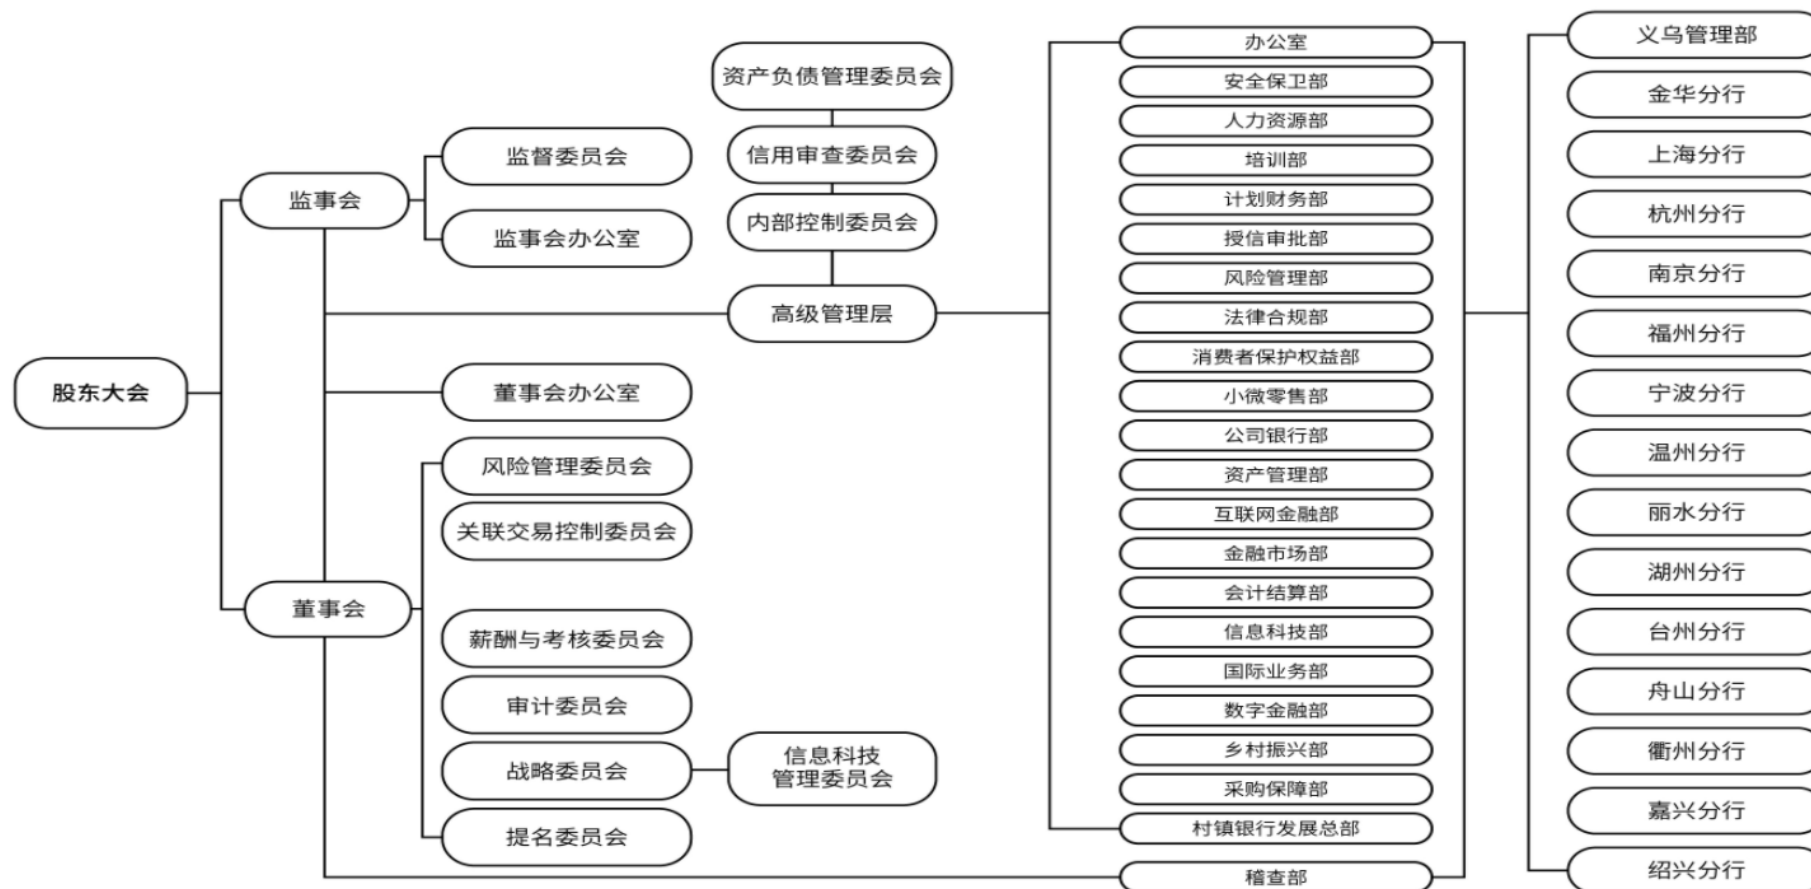 股东大会
监事会
董事会
监督委员会
监事会办公室
董事会办公室
风险管理委员会
关联交易控制委员会
薪酬与考核委员会
审计委员会
战略委员会
提名委员会
资产负债管理委员会
信用审查委员会
内部控制委员会
高级管理层
信息科技
管理委员会
办公室
安全保卫部
人力资源部
培训部
计划财务部
授信审批部
风险管理部
法律合规部
消费者保护权益部
小微零售部
公司银行部
资产管理部
互联网金融部
金融市场部
会计结算部
信息科技部
国际业务部
数字金融部
乡村振兴部
采购保障部
村镇银行发展总部
稽查部
义乌管理部
金华分行
上海分行
杭州分行
南京分行
福州分行
宁波分行
温州分行
丽水分行
湖州分行
台州分行
舟山分行
衢州分行
嘉兴分行
绍兴分行